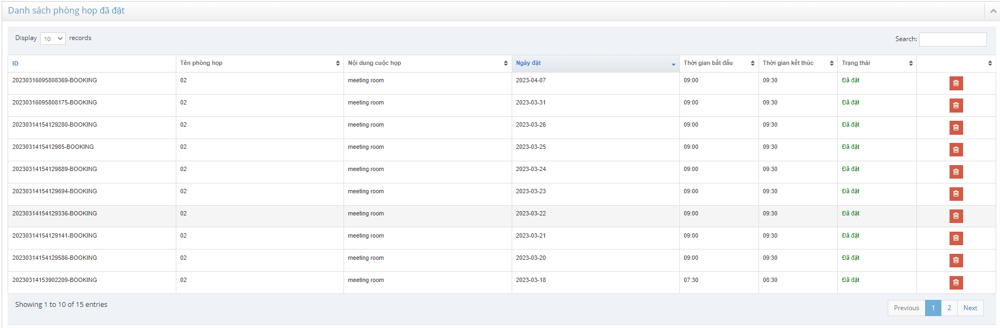 Danh sách phòng họp đã đặt
Display 10 records Search:
ID Tên phòng họp Nội dung cuộc họp Ngày đặt Thời gian bắt đầu Thời gian kết thúc Trạng thái
20230316095808369-BOOKING 02 meeting room 2023-04-07 09:00 09:30 Đã đặt
20230316095808175-BOOKING 02 meeting room 2023-03-31 09:00 09:30 Đã đặt
20230314154129280-BOOKING 02 meeting room 2023-03-26 09:00 09:30 Đã đặt
2023031415412985-BOOKING 02 meeting room 2023-03-25 09:00 09:30 Đã đặt
20230314154129889-BOOKING 02 meeting room 2023-03-24 09:00 09:30 Đã đặt
20230314154129694-BOOKING 02 meeting room 2023-03-23 09:00 09:30 Đã đặt
20230314154129336-BOOKING 02 meeting room 2023-03-22 09:00 09:30 Đã đặt
20230314154129141-BOOKING 02 meeting room 2023-03-21 09:00 09:30 Đã đặt
20230314154129586-BOOKING 02 meeting room 2023-03-20 09:00 09:30 Đã đặt
20230314153902209-BOOKING 02 meeting room 2023-03-18 07:30 08:30 Đã đặt
Showing 1 to 10 of 15 entries Previous 1 2 Next